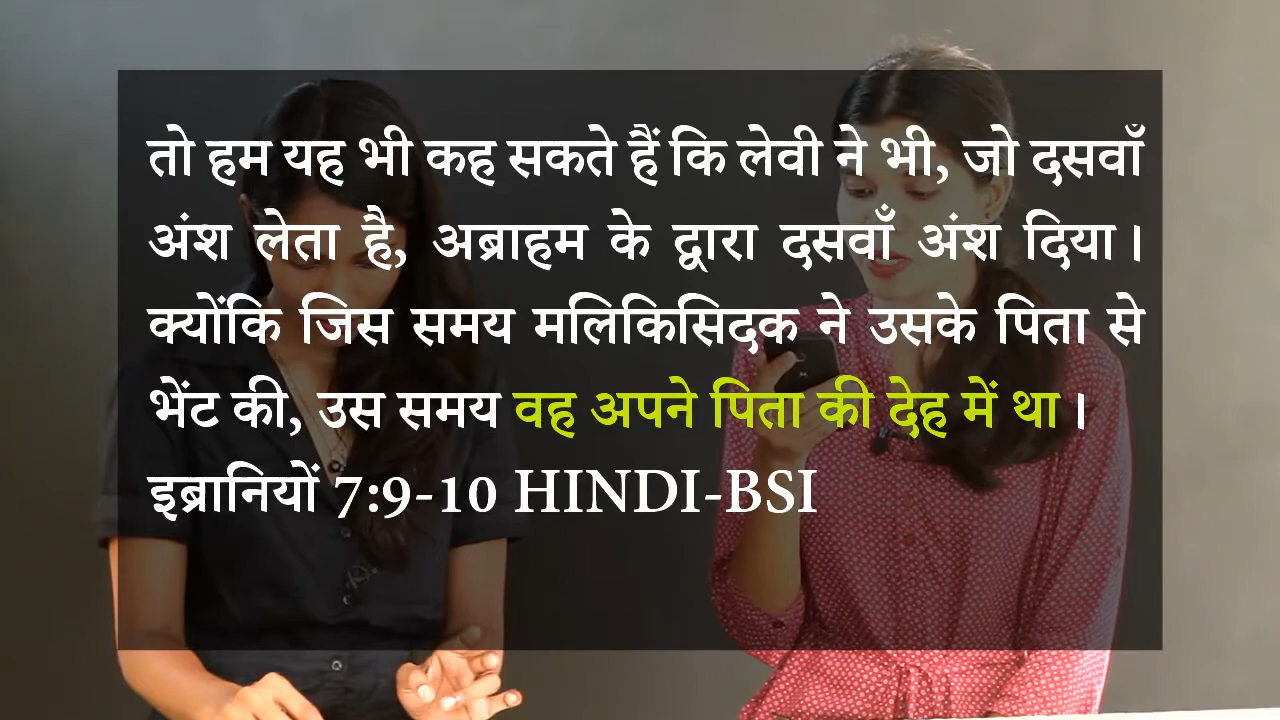 तो हम यह भी कह सकते हैं कि लेवी ने भी, जो दसवाँ
अंश लेता है, अब्राहम के द्वारा दसवाँ अंश दिया।
क्योंकि जिस समय मलिकिसिदक ने उसके पिता से
भेंट की, उस समय वह अपने पिता की देह में था।
इब्रानियों 7:9-10 HINDI-BSI